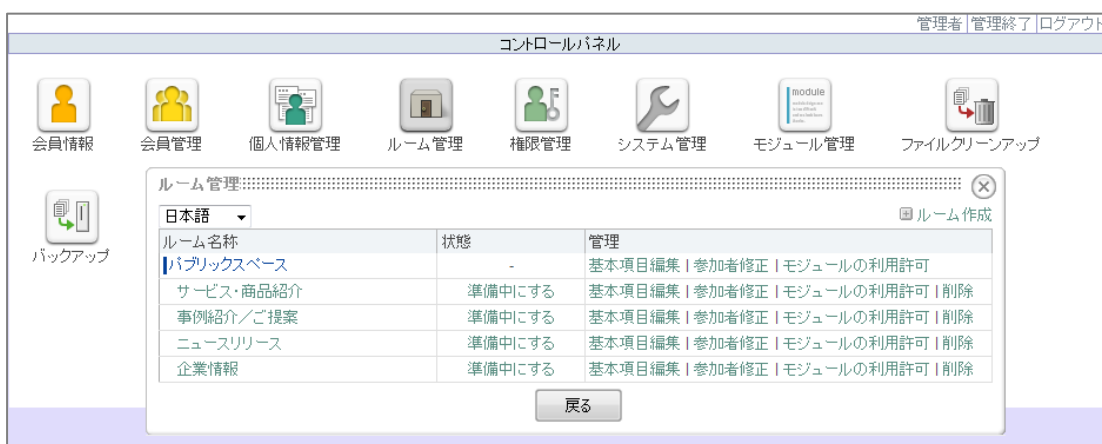 管理者|管理終了|ログアウト
コントロールパネル
module
会員情報 会員管理 個人情報管理 ルーム管理 権限管理 システム管理 モジュール管理 ファイルクリーンアップ
バックアップ
ルーム管理
日本語 ルーム作成
ルーム名称 状態 管理
パブリックスペース - 基本項目編集 | 参加者修正 | モジュールの利用許可
サービス・商品紹介 準備中にする 基本項目編集 | 参加者修正 | モジュールの利用許可 | 削除
事例紹介/ご提案 準備中にする 基本項目編集 | 参加者修正 | モジュールの利用許可 | 削除
ニュースリリース 準備中にする 基本項目編集 | 参加者修正 | モジュールの利用許可 | 削除
企業情報 準備中にする 基本項目編集 | 参加者修正 | モジュールの利用許可 | 削除
戻る